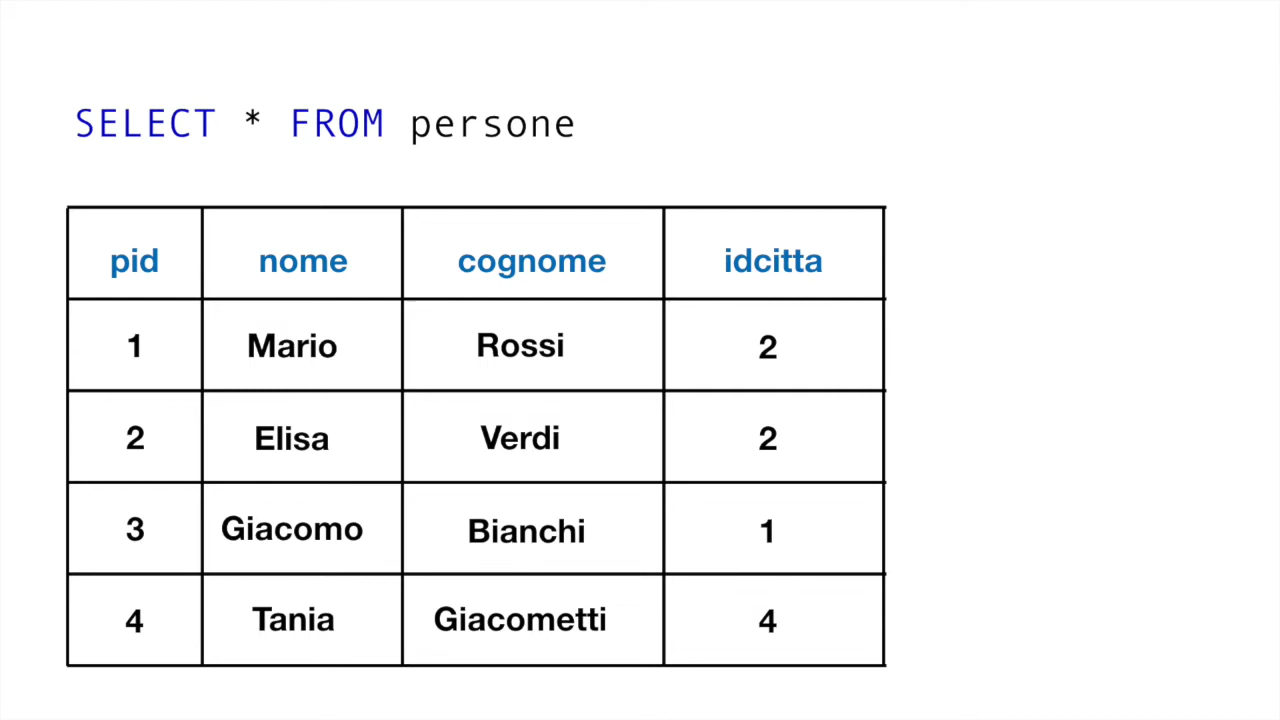 SELECT * FROM persone
pid nome cognome idcitta
1 Mario Rossi 2
2 Elisa Verdi 2
3 Giacomo Bianchi 1
4 Tania Giacometti 4